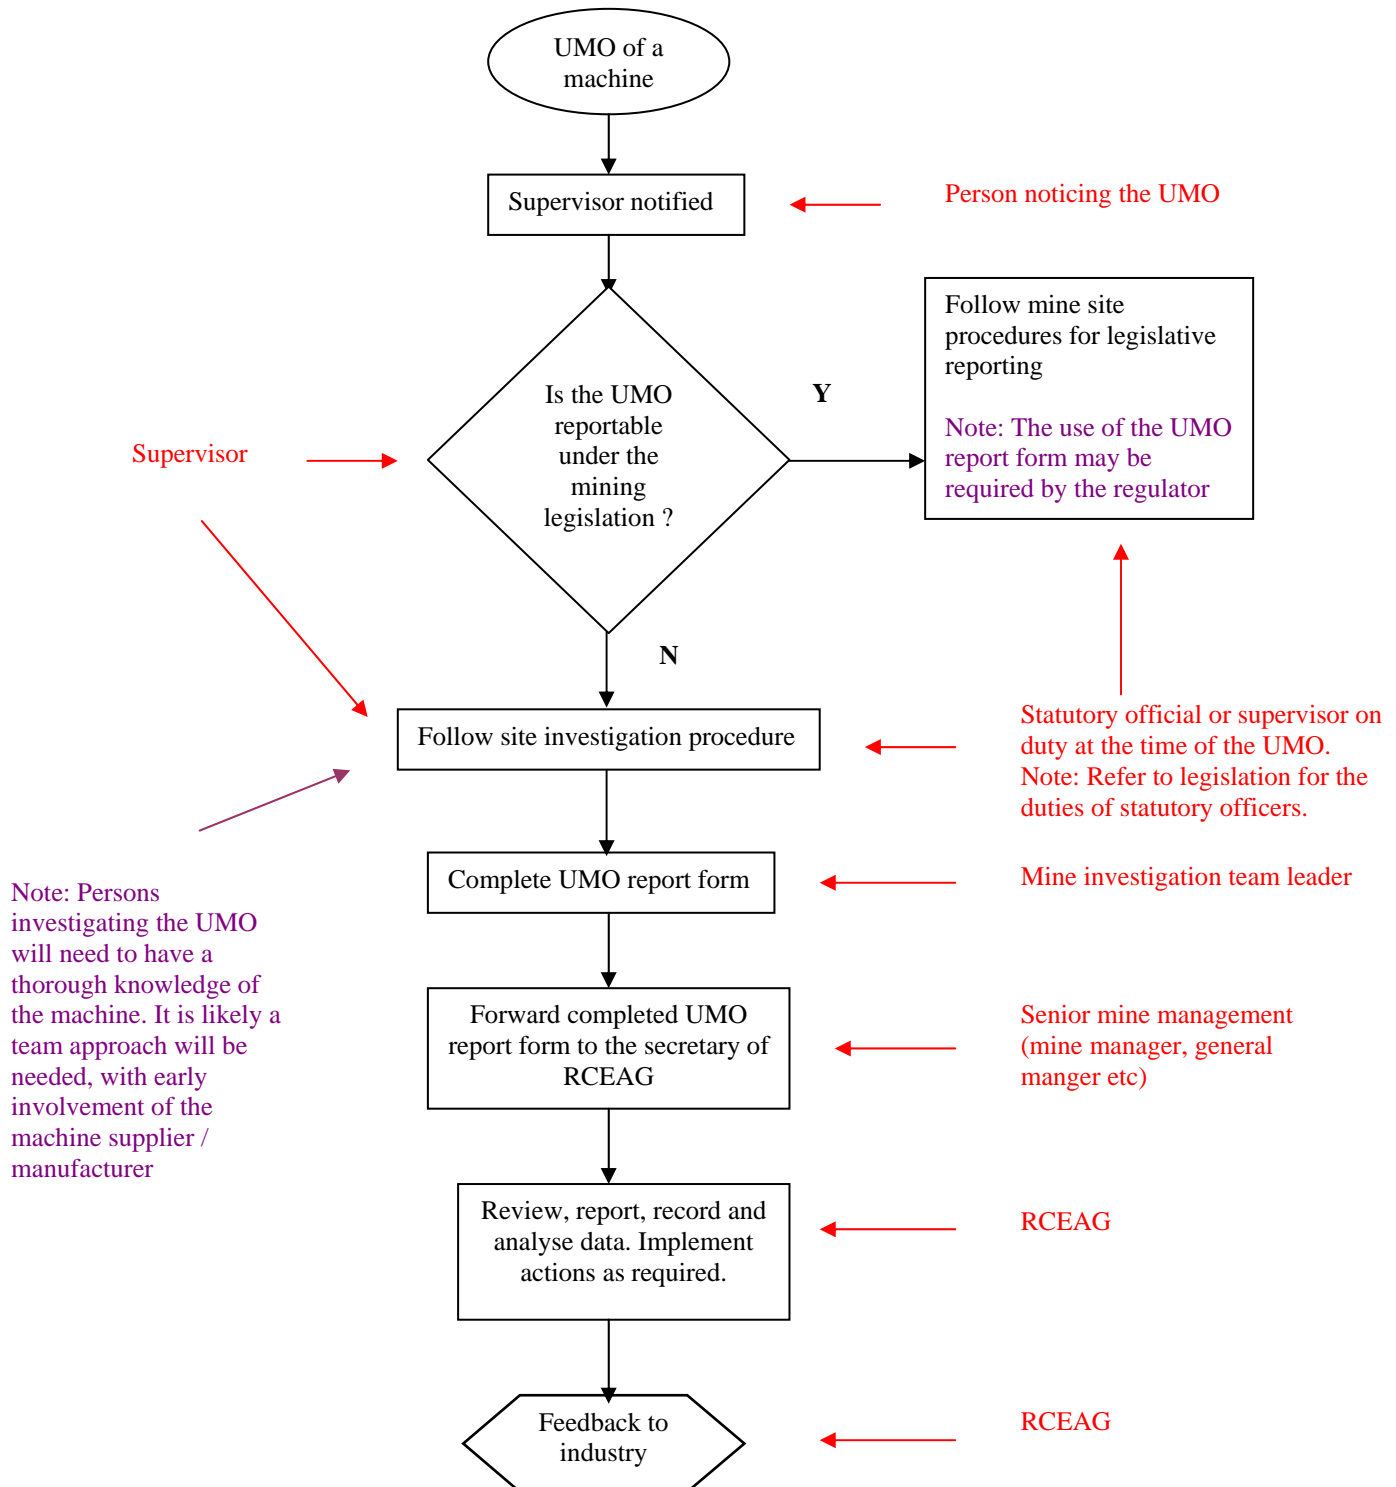 UMO of a
machine
Supervisor notified
Person noticing the UMO
Is the UMO
reportable
under the
mining
legislation ?
Y
Follow mine site
procedures for legislative
reporting
Note: The use of the UMO
report form may be
required by the regulator
Supervisor
N
Follow site investigation procedure
Statutory official or supervisor on
duty at the time of the UMO.
Note: Refer to legislation for the
duties of statutory officers.
Note: Persons
investigating the UMO
will need to have a
thorough knowledge of
the machine. It is likely a
team approach will be
needed, with early
involvement of the
machine supplier /
manufacturer
Complete UMO report form
Mine investigation team leader
Forward completed UMO
report form to the secretary of
RCEAG
Senior mine management
(mine manager, general
manger etc)
Review, report, record and
analyse data. Implement
actions as required.
RCEAG
Feedback to
industry
RCEAG